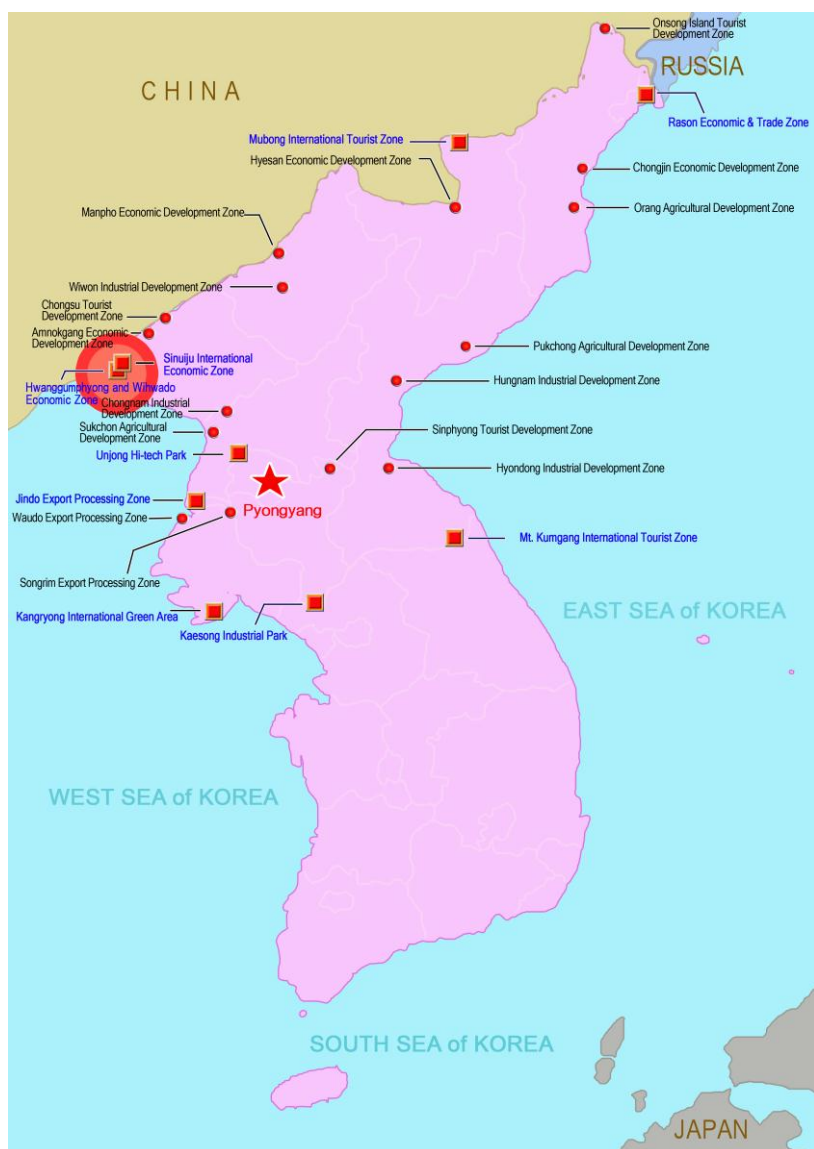 Onsong Island Tourist
Development Zone
RUSSIA
CHINA
Rason Economic & Trade Zone
Mubong International Tourist Zone
Hyesan Economic Development Zone
Chongjin Economic Development Zone
Manpho Economic Development Zone
Orang Agricultural Development Zone
Wiwon Industrial Development Zone
Chongsu Tourist
Development Zone
Amnokgang Economic
Development Zone
Pukchong Agricultural Development Zone
Sinuiju International
Economic Zone
Hwanggumphyong and Wihwado
Economic Zone
Hungnam Industrial Development Zone
Chongnam Industrial
Development Zone
Sukchon Agricultural
Development Zone
Sinphyong Tourist Development Zone
Unjong Hi-tech Park
Hyondong Industrial Development Zone
Jindo Export Processing Zone
Pyongyang
Waudo Export Processing Zone
Mt. Kumgang International Tourist Zone
Songrim Export Processing Zone
Kangryong International Green Area
EAST SEA of KOREA
Kaesong Industrial Park
WEST SEA of KOREA
SOUTH SEA of KOREA
JAPAN